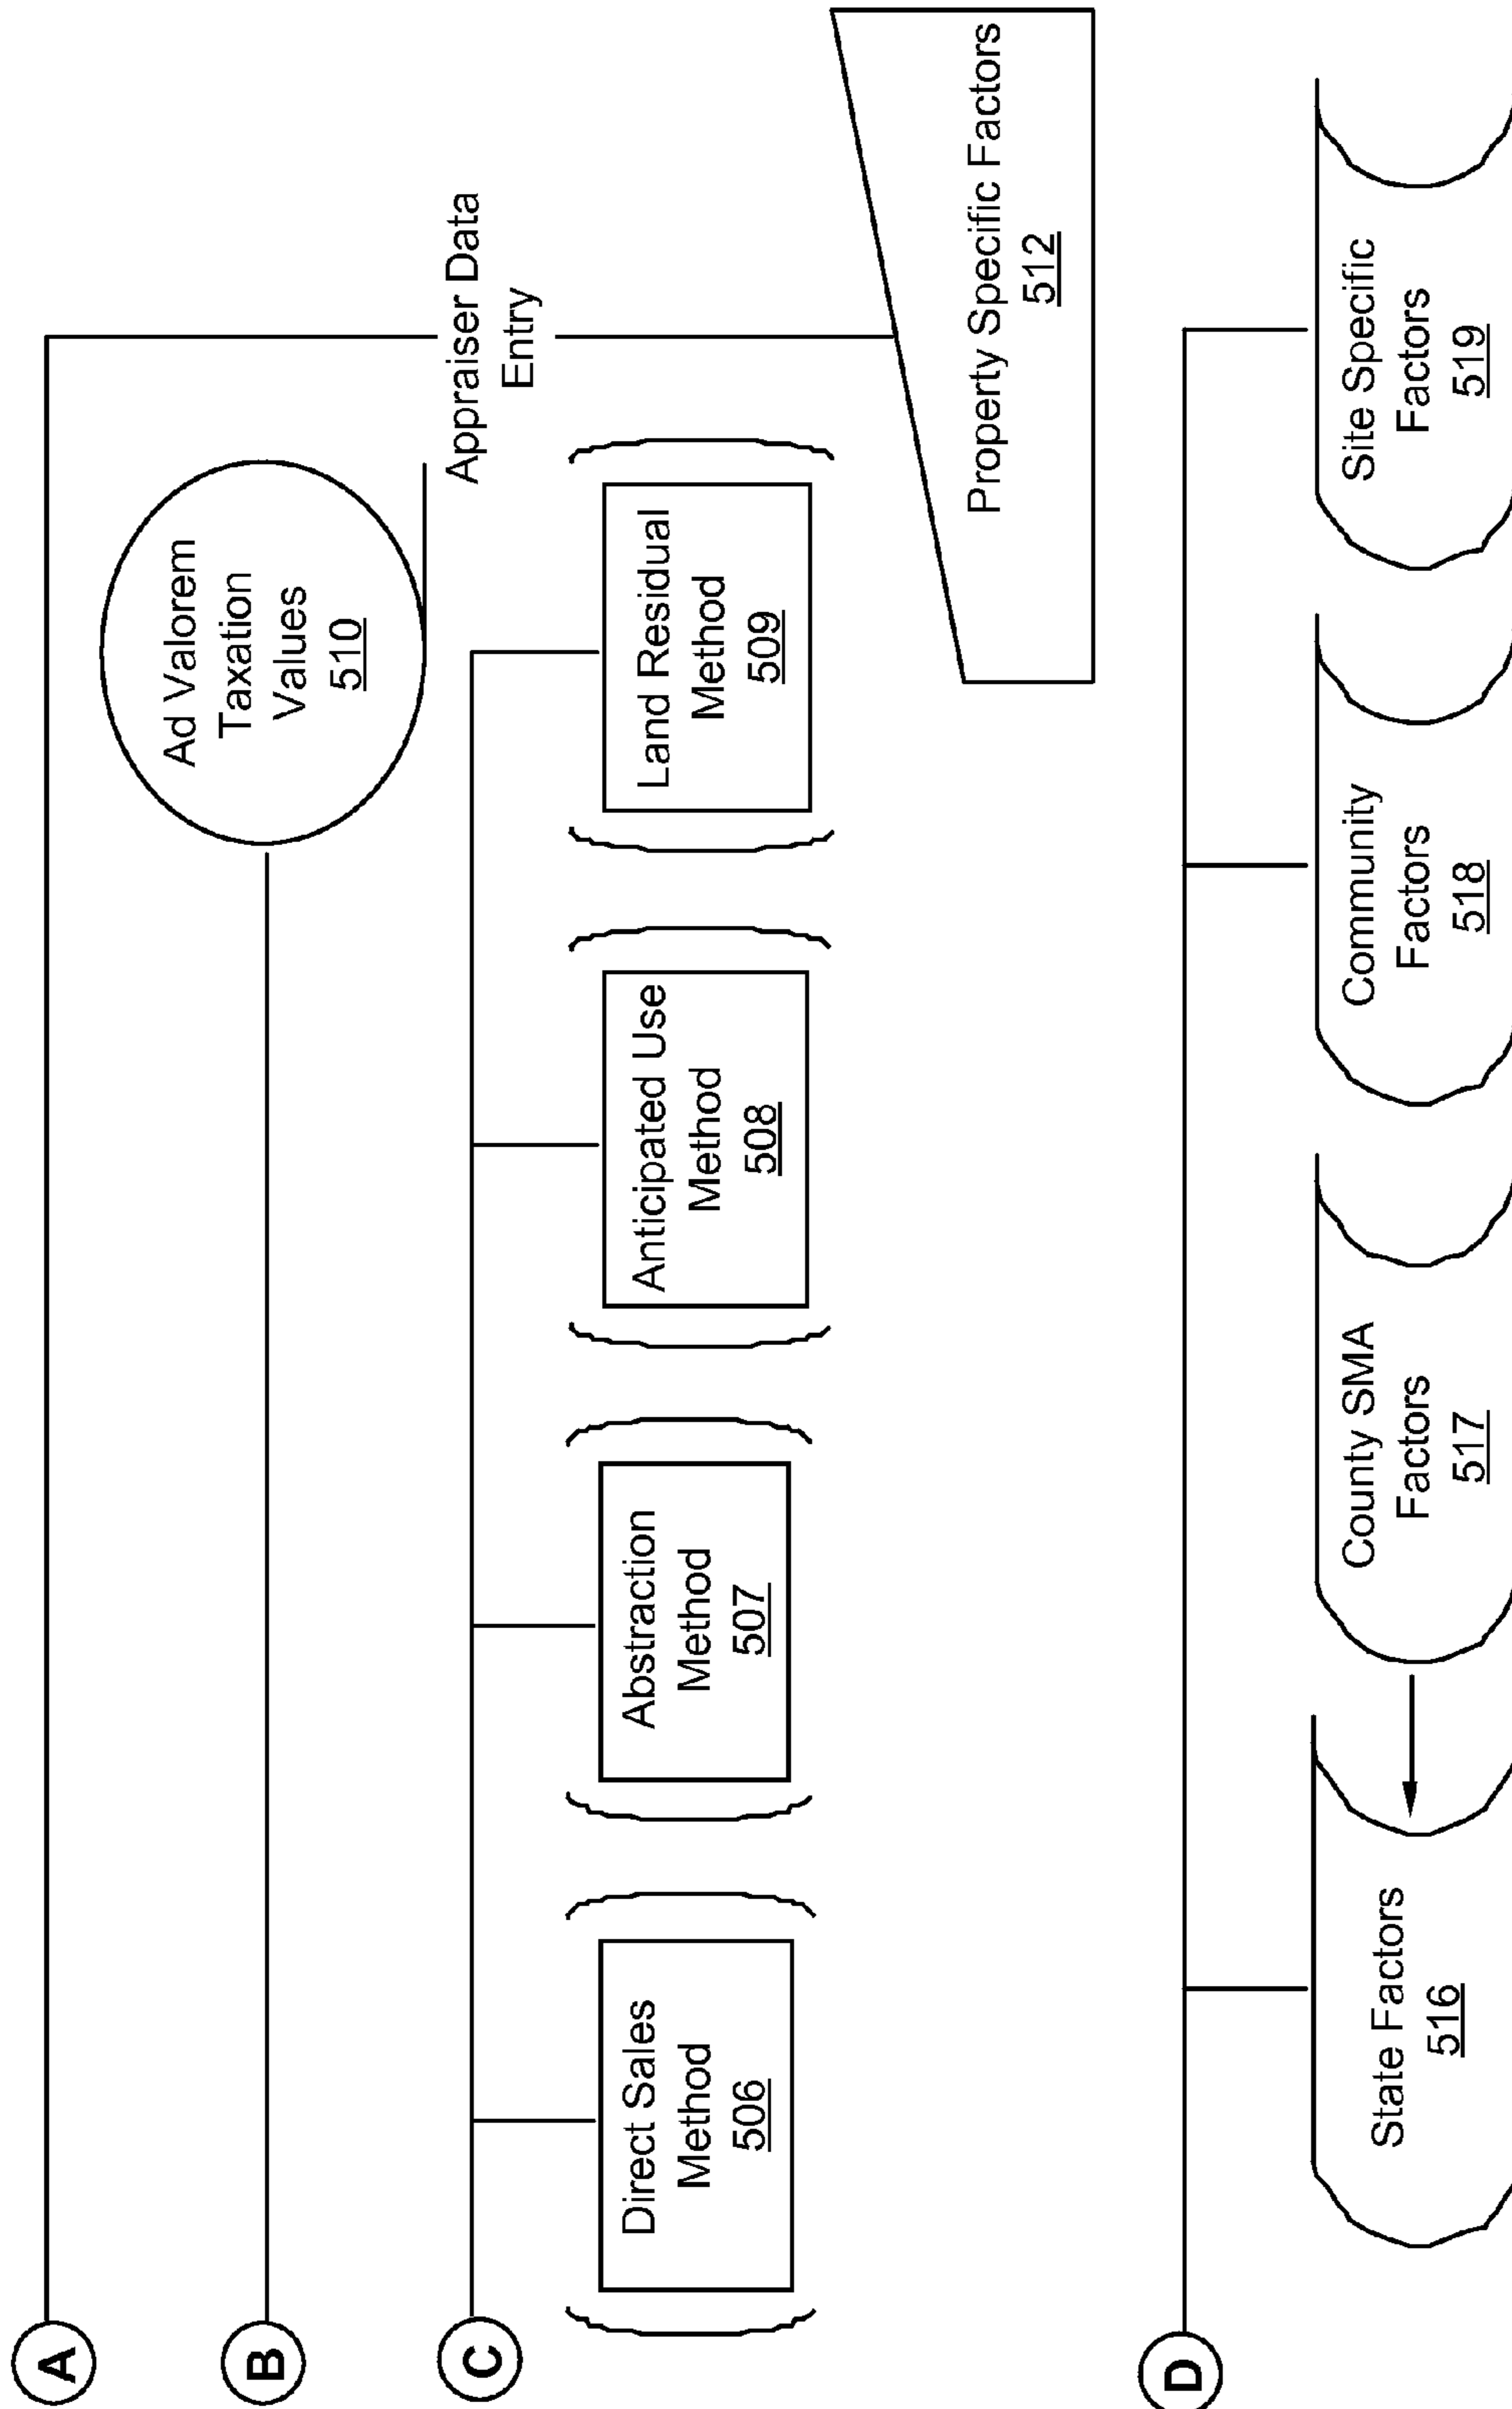 A
B
Ad Valorem
Taxation
Values
510
Appraiser Data
Entry
C
Direct Sales
Method
506
Abstraction
Method
507
Anticipated Use
Method
508
Land Residual
Method
509
Property Specific Factors
512
D
State Factors
516
County SMA
Factors
517
Community
Factors
518
Site Specific
Factors
519